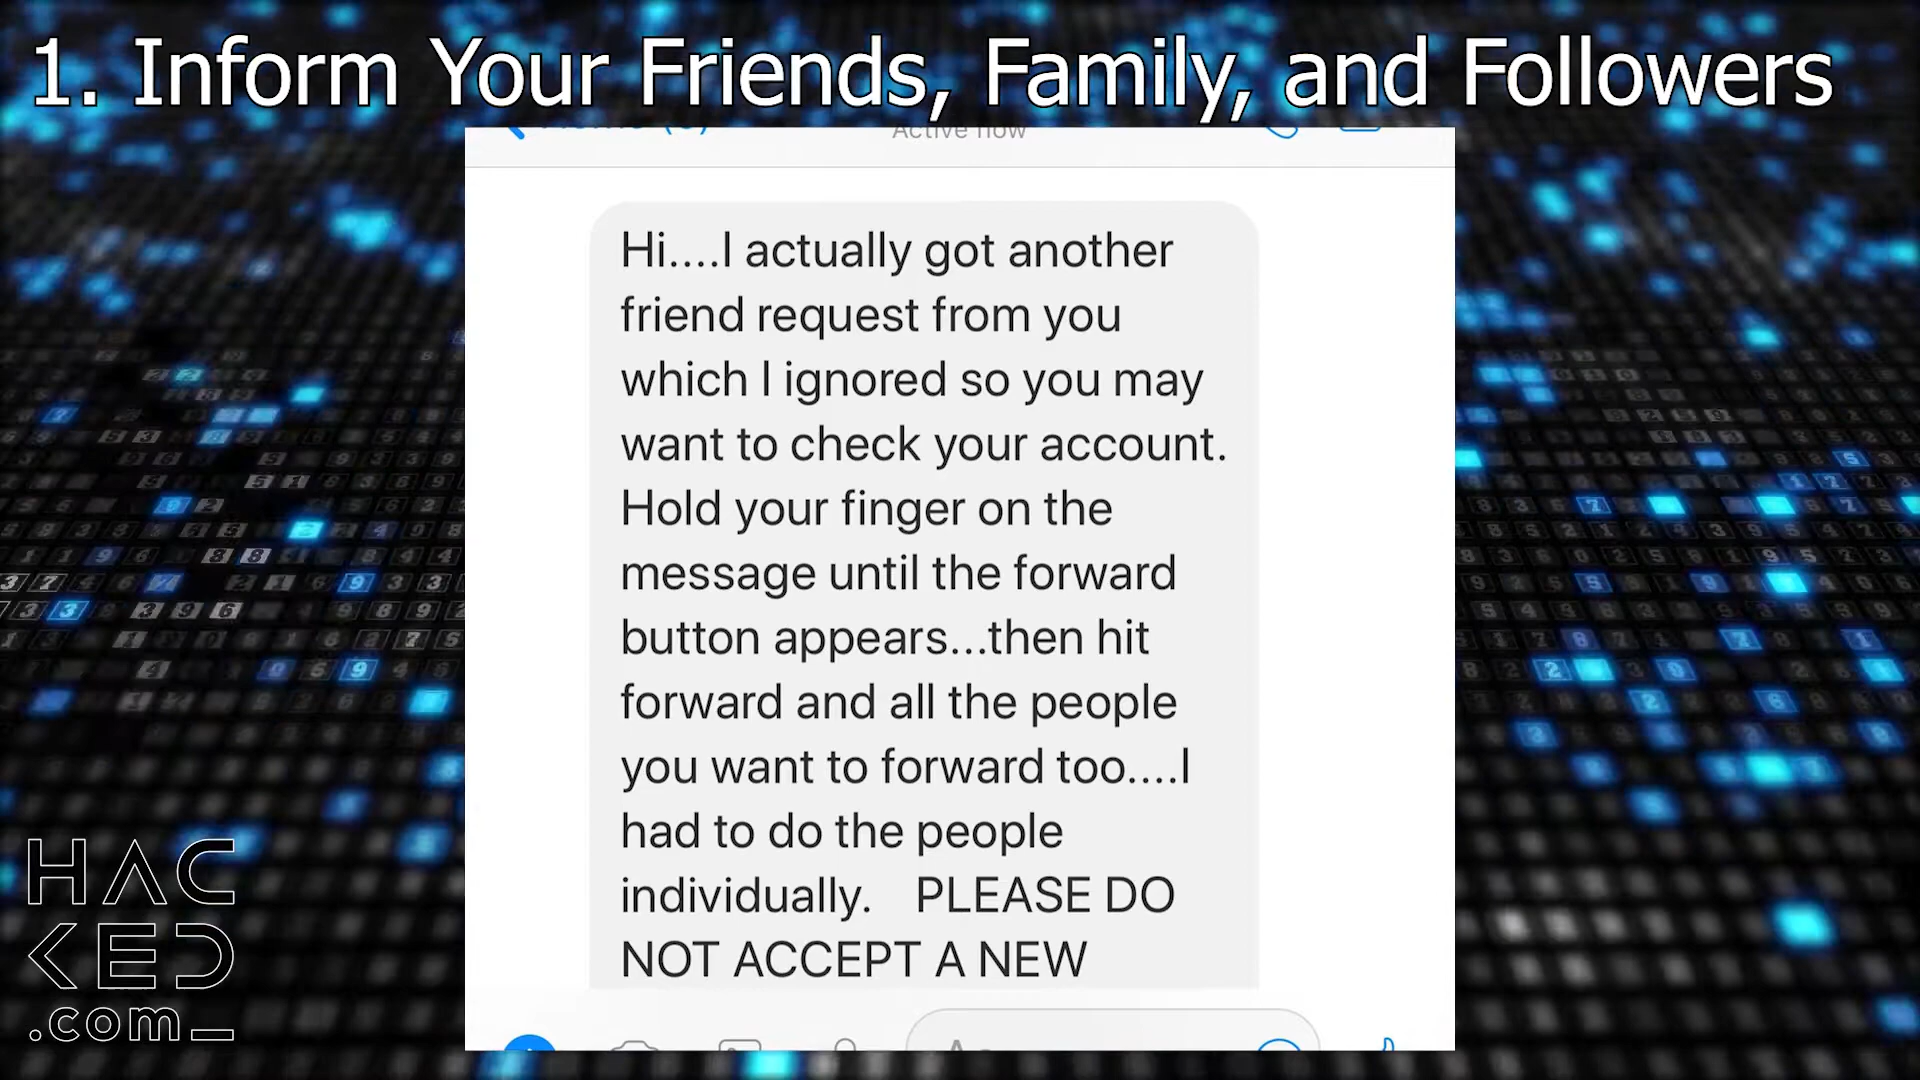 1. Inform Your Friends, Family, and Followers
Active now
Hi....I actually got another
friend request from you
which I ignored so you may
want to check your account.
Hold your finger on the
message until the forward
button appears...then hit
forward and all the people
you want to forward too....I
had to do the people
individually.   PLEASE DO
NOT ACCEPT A NEW
HAC
KED
.com_